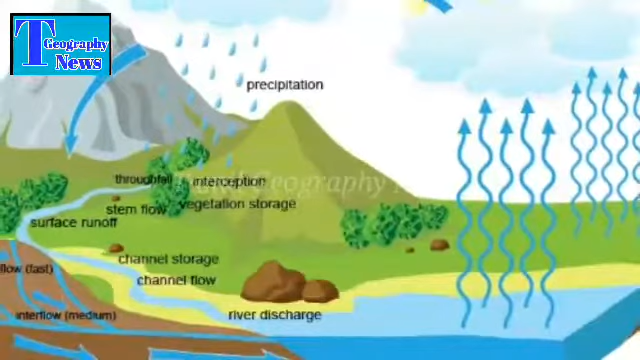 T Geography
News
precipitation
throughfall
interception
Geography
stem flow
vegetation storage
surface runoff
channel storage
flow (fast)
channel flow
interflow (medium)
river discharge